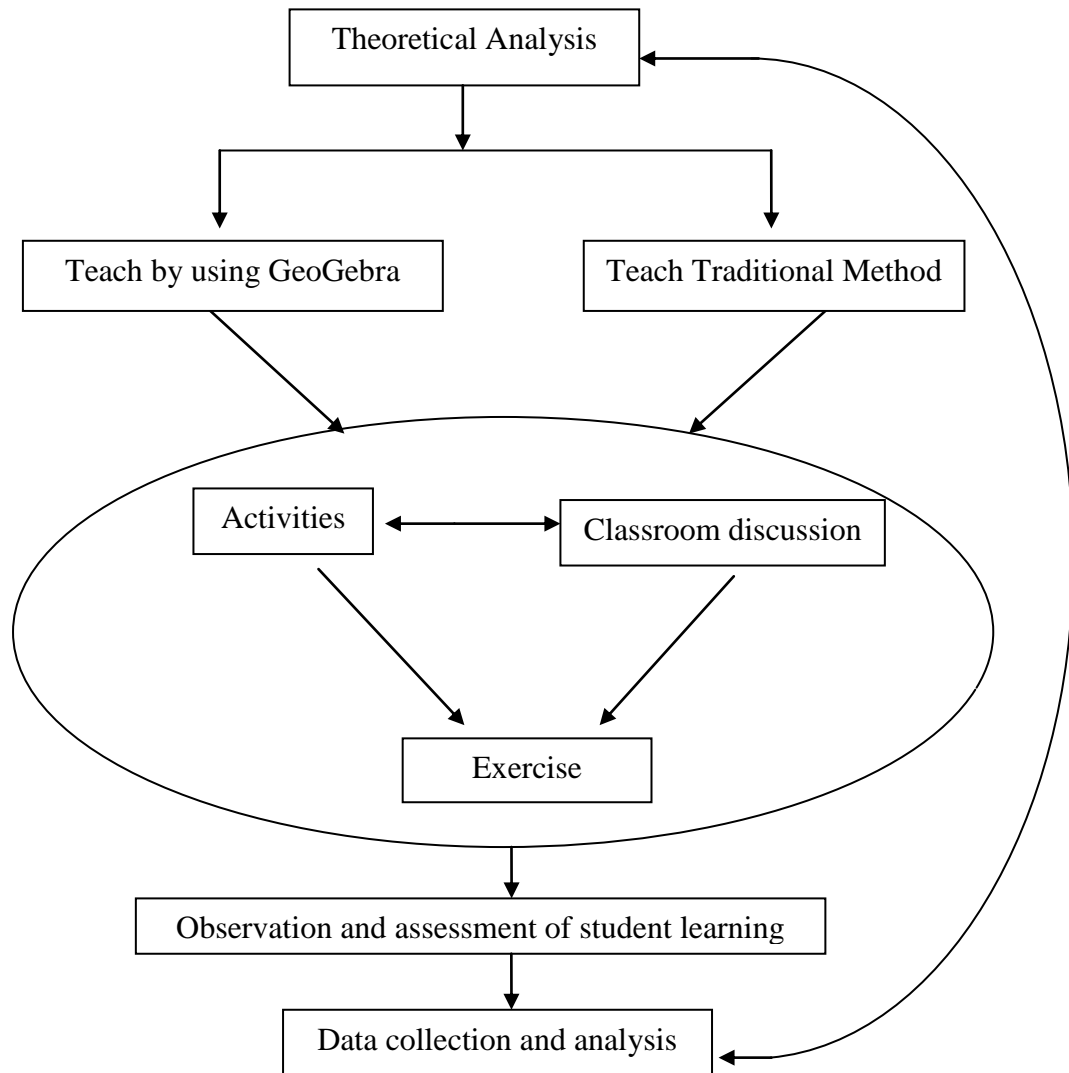 Theoretical Analysis
Teach by using GeoGebra
Teach Traditional Method
Activities
Classroom discussion
Exercise
Observation and assessment of student learning
Data collection and analysis